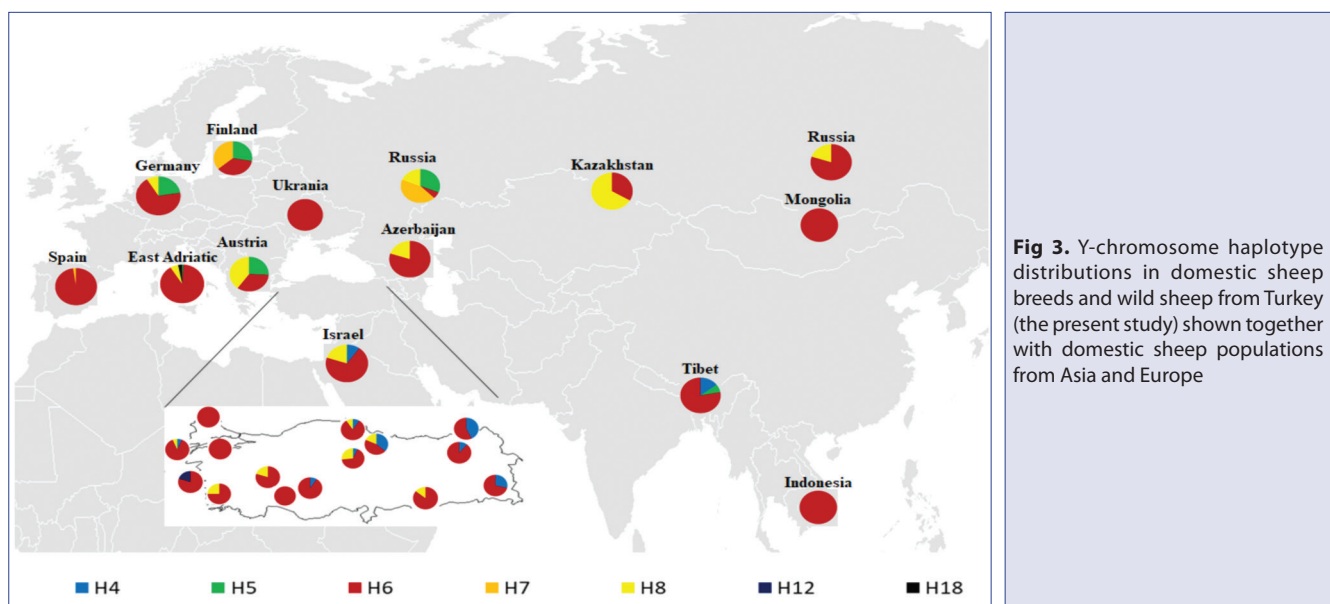 Finland
Germany
Ukrania
Russia
Kazakhstan
Russia
Mongolia
Azerbaijan
Spain
East Adriatic
Austria
Israel
Tibet
Indonesia
H4
H5
H6
H7
H8
H12
H18
Fig 3. Y-chromosome haplotype
distributions in domestic sheep
breeds and wild sheep from Turkey
(the present study) shown together
with domestic sheep populations
from Asia and Europe